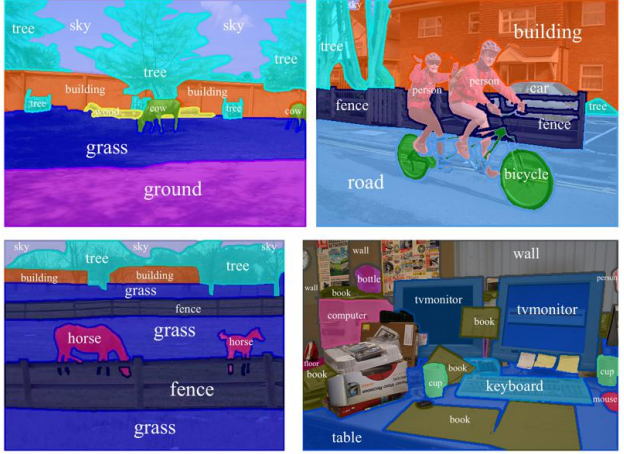 tree
sky
sky
tree
tree
building
building
tree
wood
cow
tree
cow
grass
ground
tree
sky
building
person
person
car
fence
tree
fence
bicycle
road
sky
sky
sky
tree
tree
building
building
grass
fence
grass
horse
horse
fence
grass
wall
wall
wall
bottle
person
book
tvmonitor
tvmonitor
computer
book
floor
book
book
cup
cup
keyboard
mouse
book
table